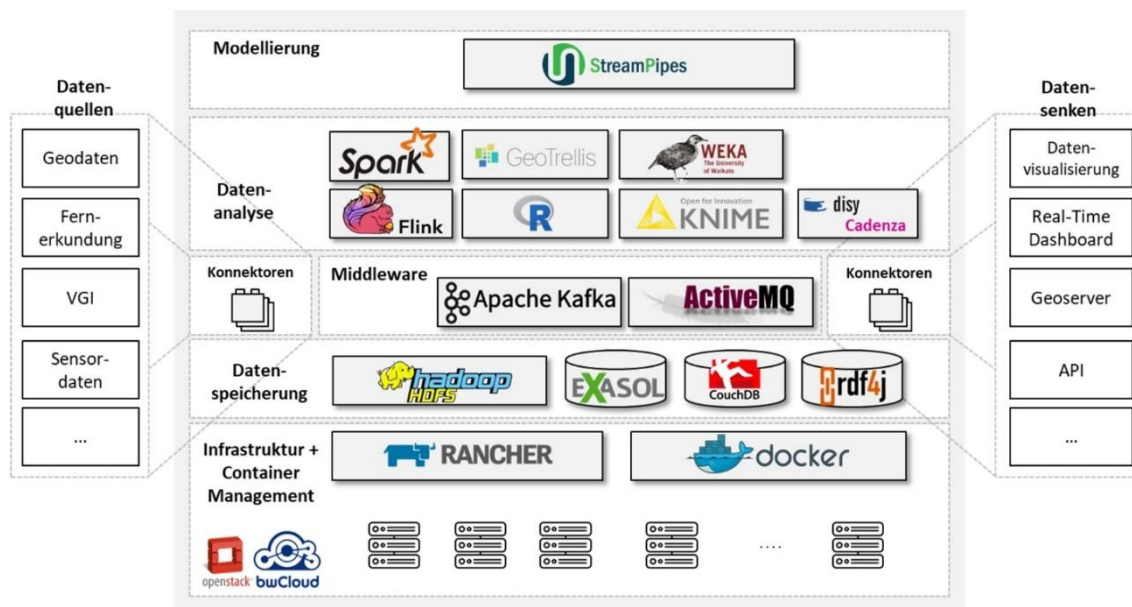 Modellierung
StreamPipes
Daten-
quellen
Geodaten
Fern-
erkundung
VGI
Sensor-
daten
...
Daten-
analyse
Spark
GeoTrellis
WEKA
The University
of Waikato
Flink
R
Open for Innovation
KNIME
disy
Cadenza
Konnektoren
Middleware
Apache Kafka
ActiveMQ
Konnektoren
Daten-
speicherung
hadoop
HDFS
EXASOL
CouchDB
rdf4j
Infrastruktur +
Container
Management
RANCHER
docker
openstack
bwCloud
....
Daten-
senken
Daten-
visualisierung
Real-Time
Dashboard
Geoserver
API
...